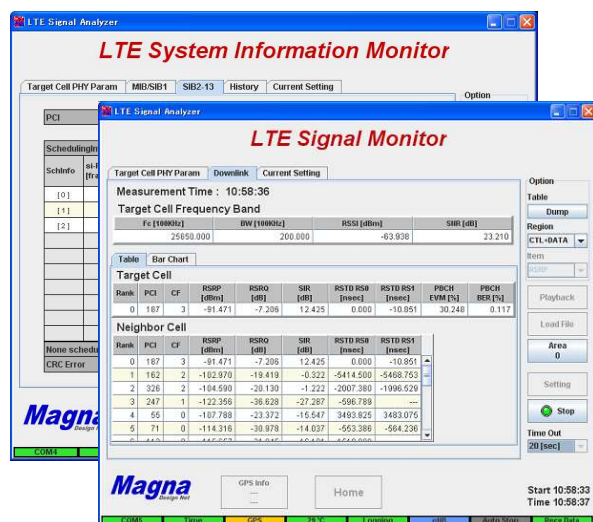 LTE Signal Analyzer
LTE System Information Monitor
Target Cell PHY Param MIB/SIB1 SIB2-13 History Current Setting
Option
PCI
SchInfo
[0]
[1]
[2]
CRC Error
Magna
COM4
LTE Signal Analyzer
LTE Signal Monitor
Target Cell PHY Param Downlink Current Setting
Measurement Time : 10:58:36
Target Cell Frequency Band
Fc [100KHz] BW [100KHz] RSSI [dBm] SNR [dB]
25850.000 200.000 -63.938 23.210
Table Bar Chart
Target Cell
Rank PCI CF RSRP [dBm] RSRQ [dB] SIR [dB] RSTD RS0 [nsec] RSTD RS1 [nsec] PBCH EVM [%] PBCH BER [%]
0 187 3 -91.471 -7.206 12.425 0.000 -10.851 30.248 0.117
Neighbor Cell
Rank PCI CF RSRP [dBm] RSRQ [dB] SIR [dB] RSTD RS0 [nsec] RSTD RS1 [nsec]
0 187 3 -91.471 -7.206 12.425 0.000 -10.851
1 162 2 -102.970 -19.419 -0.322 -5414.500 -5468.753
2 326 2 -104.590 -20.130 -1.222 -2007.380 -1996.529
3 247 1 -122.356 -36.628 -27.287 -596.789 ---
4 55 0 -107.788 -23.372 -15.547 3493.825 3483.075
5 71 0 -114.316 -30.978 -14.037 -553.386 -564.236
Option
Table
Dump
Region
CTL+DATA
Item
RSRP
Playback
Load File
Area
0
Setting
Stop
Time Out
20 [sec]
Magna
Design Net
GPS Info
---
---
Home
Start 10:58:33
Time 10:58:37
COM5 Time GPS 29 °C Logging Auto Stop Recv Data